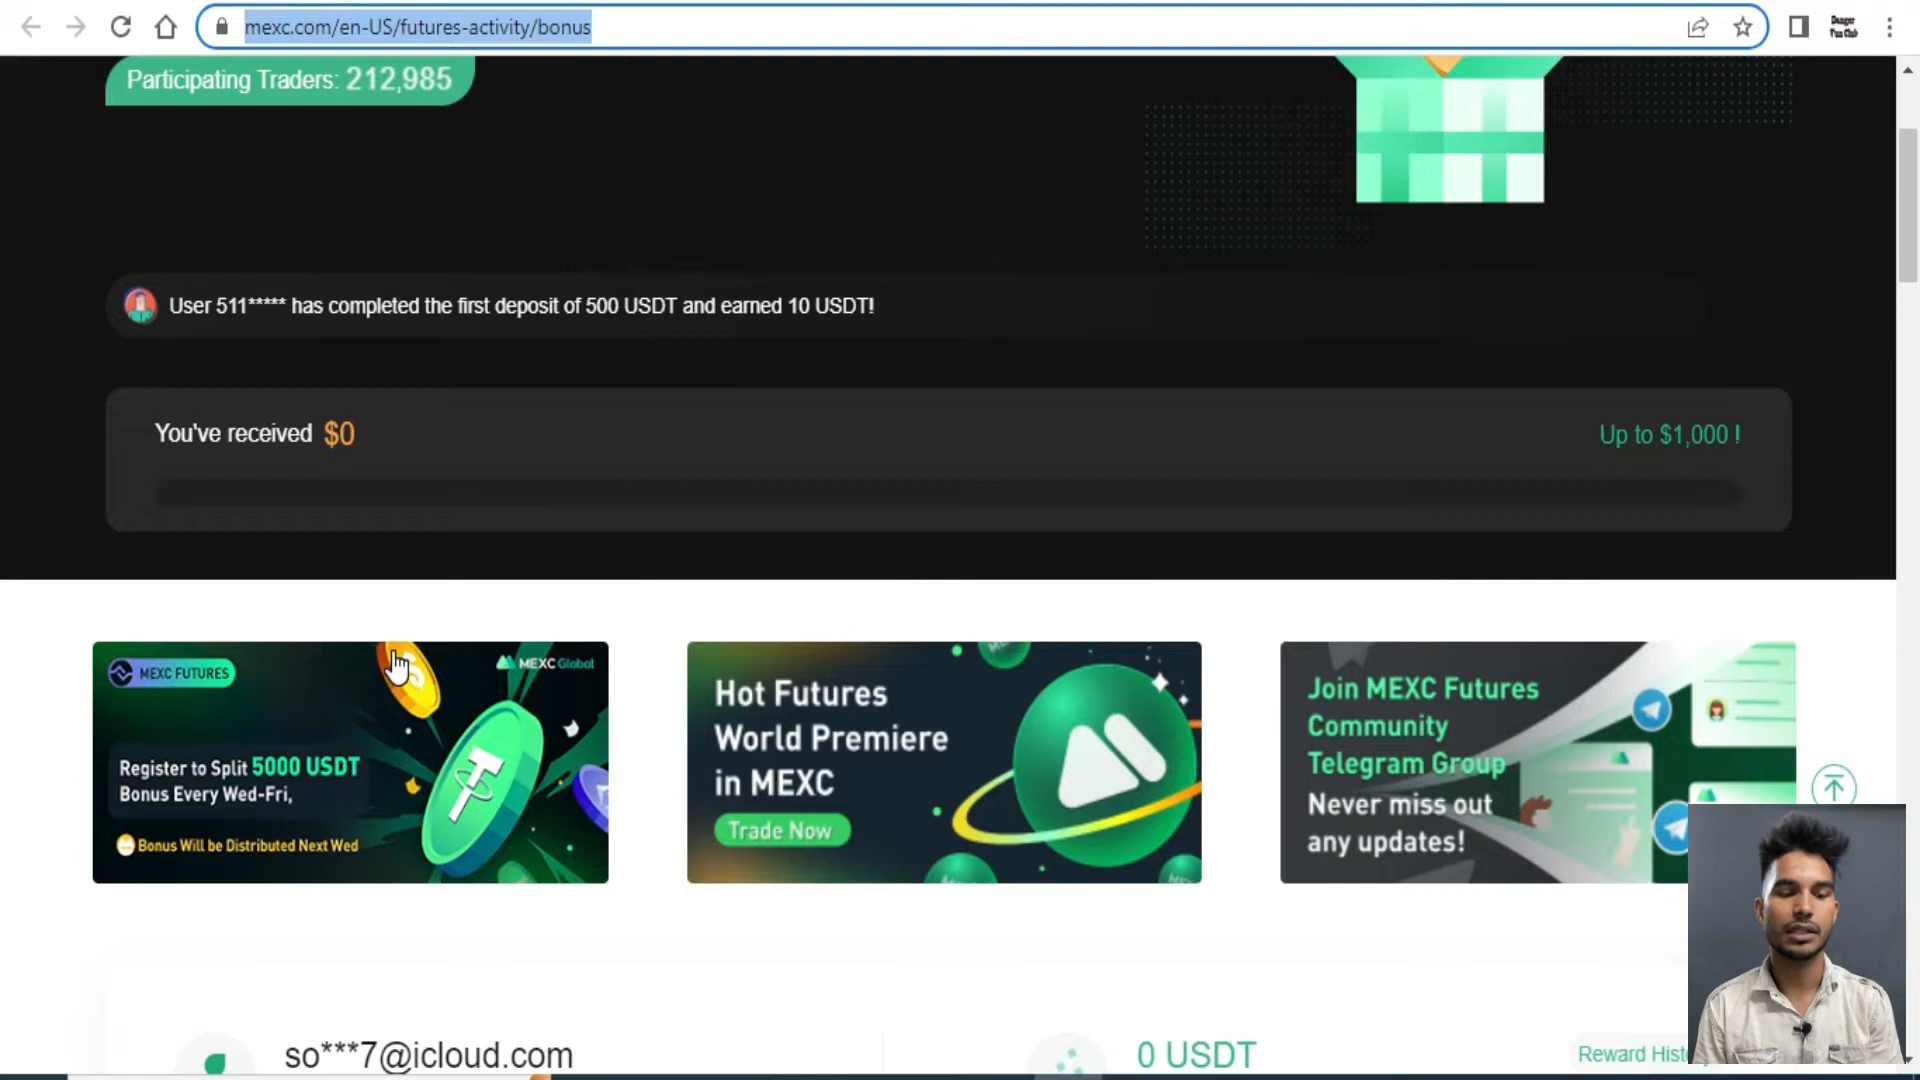 mexc.com/en-US/futures-activity/bonus
Danger
Fun Club
Participating Traders: 212,985
User 511***** has completed the first deposit of 500 USDT and earned 10 USDT!
You've received $0
Up to $1,000 !
MEXC FUTURES
MEXC Global
Register to Split 5000 USDT
Bonus Every Wed-Fri,
Bonus Will be Distributed Next Wed
Hot Futures
World Premiere
in MEXC
Trade Now
Join MEXC Futures
Community
Telegram Group
Never miss out
any updates!
so***7@icloud.com
0 USDT
Reward